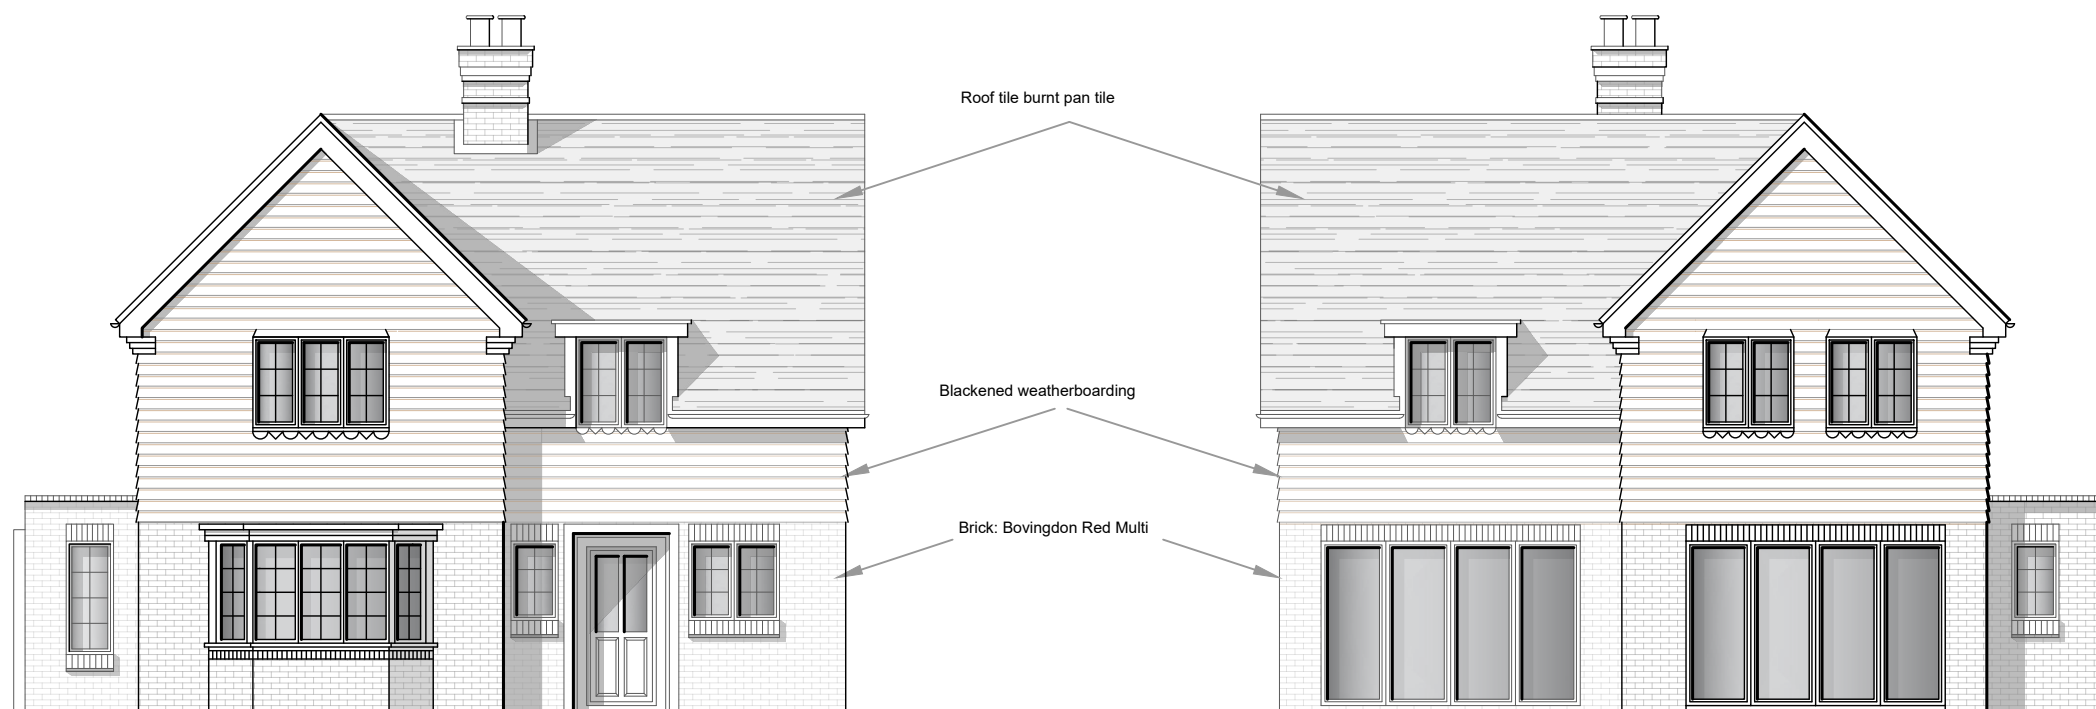 Roof tile burnt pan tile
Blackened weatherboarding
Brick: Bovingdon Red Multi